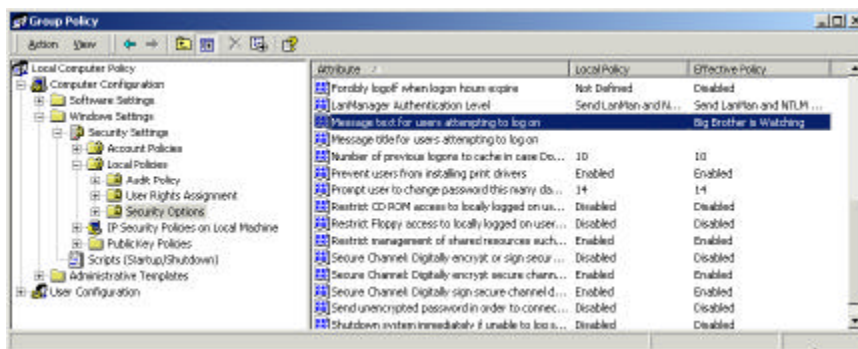 Group Policy
Action View
Local Computer Policy
Computer Configuration
Software Settings
Windows Settings
Security Settings
Account Policies
Local Policies
Audit Policy
User Rights Assignment
Security Options
IP Security Policies on Local Machine
Public Key Policies
Scripts (Startup/Shutdown)
Administrative Templates
User Configuration
Attribute Local Policy Effective Policy
Forcibly logoff when logon hours expire Not Defined Disabled
LanManager Authentication Level Send LanMan and N... Send LanMan and NTLM ...
Message text for users attempting to log on Big Brother is Watching
Message title for users attempting to log on
Number of previous logons to cache in case Do... 10 10
Prevent users from installing print drivers Enabled Enabled
Prompt user to change password this many da... 14 14
Restrict CD-ROM access to locally logged on us... Disabled Disabled
Restrict Floppy access to locally logged on user... Disabled Disabled
Restrict management of shared resources such... Enabled Enabled
Secure Channel: Digitally encrypt or sign secur... Disabled Disabled
Secure Channel: Digitally encrypt secure chann... Enabled Enabled
Secure Channel: Digitally sign secure channel d... Enabled Enabled
Send unencrypted password in order to connec... Disabled Disabled
Shutdown system immediately if unable to log s... Disabled Disabled